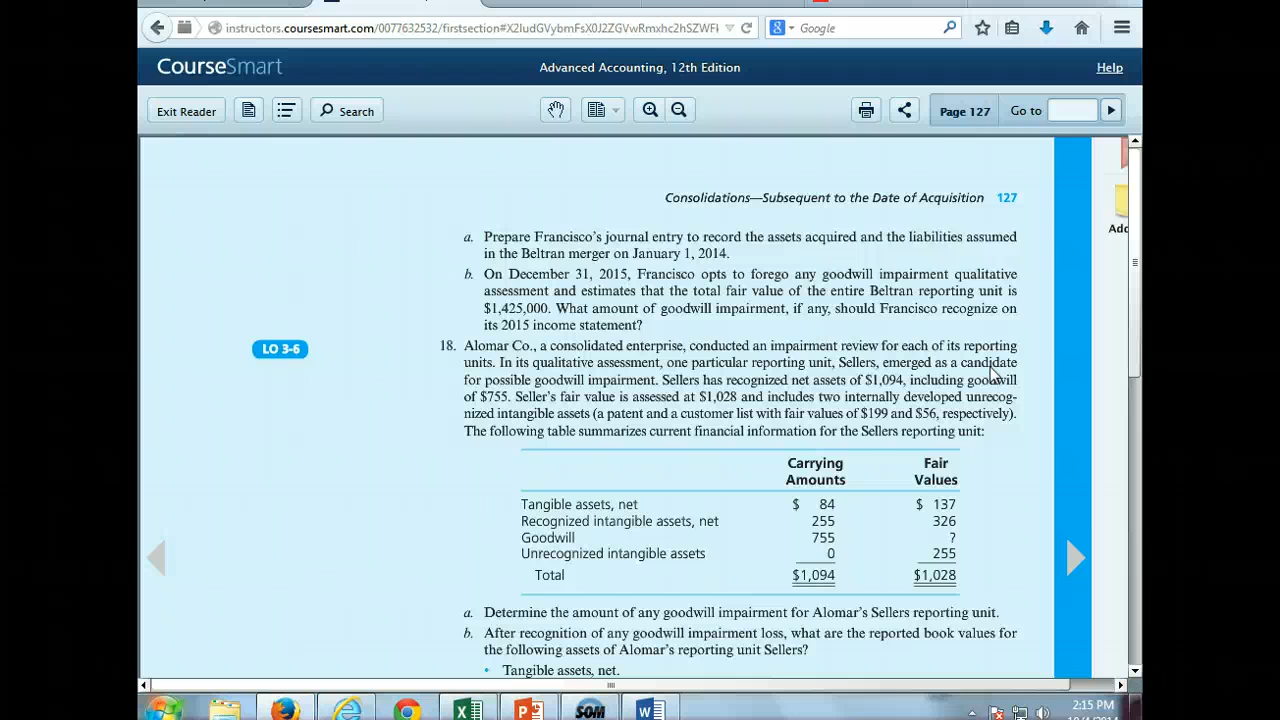 instructors.coursesmart.com/0077632532/firstsection#X2ludGVybmFsX0J2ZGVwRmxhc2hSZWFl
Google
CourseSmart
Advanced Accounting, 12th Edition
Help
Exit Reader
Search
Page 127
Go to
Consolidations—Subsequent to the Date of Acquisition 127
Add
a. Prepare Francisco's journal entry to record the assets acquired and the liabilities assumed
in the Beltran merger on January 1, 2014.
b. On December 31, 2015, Francisco opts to forego any goodwill impairment qualitative
assessment and estimates that the total fair value of the entire Beltran reporting unit is
$1,425,000. What amount of goodwill impairment, if any, should Francisco recognize on
its 2015 income statement?
LO 3-6
18. Alomar Co., a consolidated enterprise, conducted an impairment review for each of its reporting
units. In its qualitative assessment, one particular reporting unit, Sellers, emerged as a candidate
for possible goodwill impairment. Sellers has recognized net assets of $1,094, including goodwill
of $755. Seller's fair value is assessed at $1,028 and includes two internally developed unrecog-
nized intangible assets (a patent and a customer list with fair values of $199 and $56, respectively).
The following table summarizes current financial information for the Sellers reporting unit:
Carrying Fair
Amounts Values
Tangible assets, net $ 84 $ 137
Recognized intangible assets, net 255 326
Goodwill 755 ?
Unrecognized intangible assets 0 255
Total $1,094 $1,028
a. Determine the amount of any goodwill impairment for Alomar's Sellers reporting unit.
b. After recognition of any goodwill impairment loss, what are the reported book values for
the following assets of Alomar's reporting unit Sellers?
• Tangible assets, net.
SOM
2:15 PM